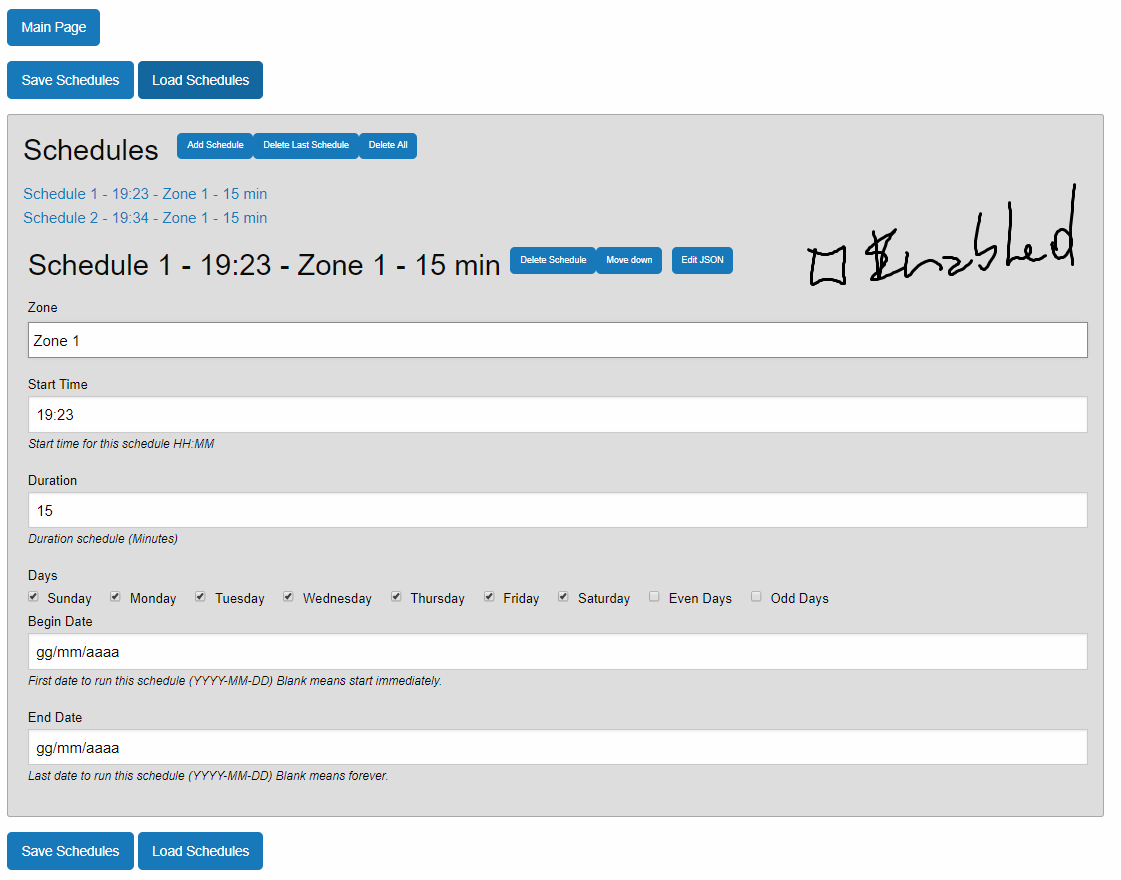 Main Page
Save Schedules Load Schedules
Schedules Add Schedule Delete Last Schedule Delete All
Schedule 1 - 19:23 - Zone 1 - 15 min
Schedule 2 - 19:34 - Zone 1 - 15 min
Schedule 1 - 19:23 - Zone 1 - 15 min Delete Schedule Move down Edit JSON Enabled
Zone
Zone 1
Start Time
19:23
Start time for this schedule HH:MM
Duration
15
Duration schedule (Minutes)
Days
Sunday Monday Tuesday Wednesday Thursday Friday Saturday Even Days Odd Days
Begin Date
gg/mm/aaaa
First date to run this schedule (YYYY-MM-DD) Blank means start immediately.
End Date
gg/mm/aaaa
Last date to run this schedule (YYYY-MM-DD) Blank means forever.
Save Schedules Load Schedules